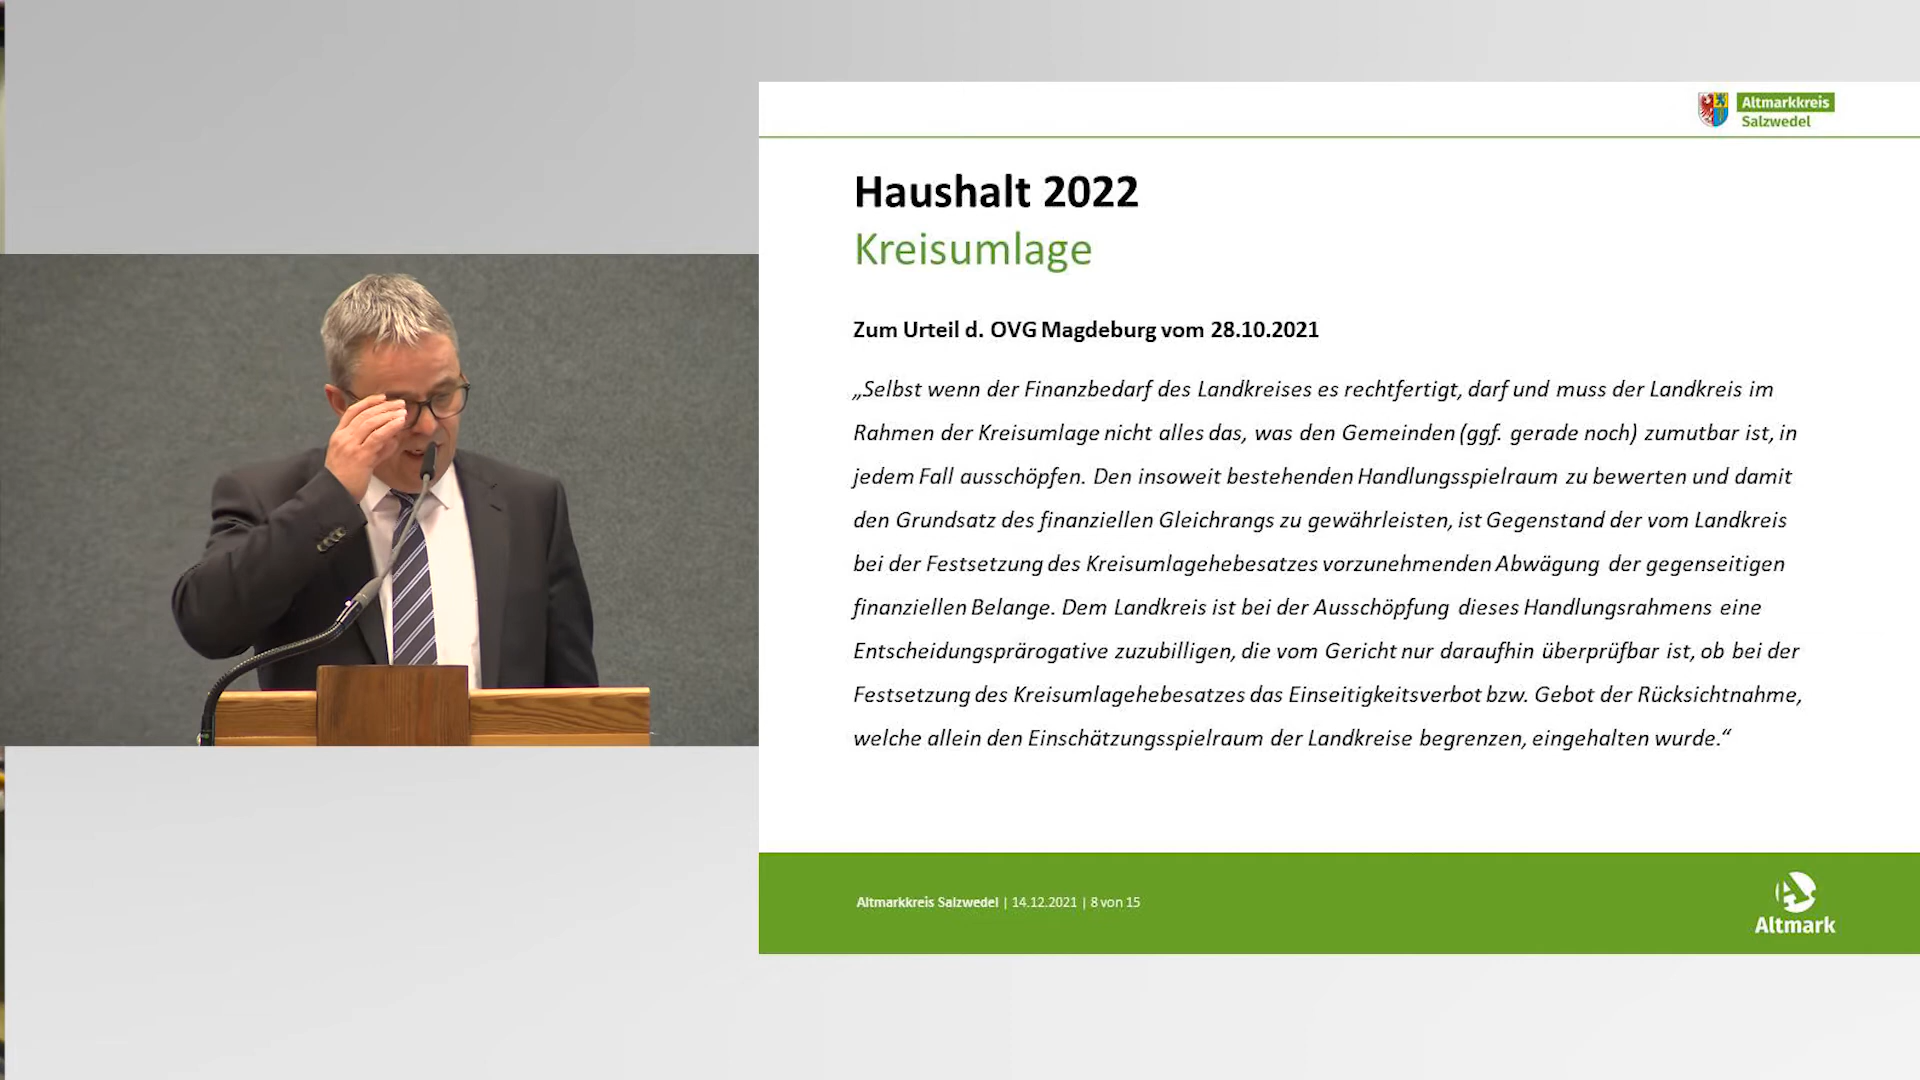 Altmarkkreis
Salzwedel
Haushalt 2022
Kreisumlage
Zum Urteil d. OVG Magdeburg vom 28.10.2021
„Selbst wenn der Finanzbedarf des Landkreises es rechtfertigt, darf und muss der Landkreis im
Rahmen der Kreisumlage nicht alles das, was den Gemeinden (ggf. gerade noch) zumutbar ist, in
jedem Fall ausschöpfen. Den insoweit bestehenden Handlungsspielraum zu bewerten und damit
den Grundsatz des finanziellen Gleichrangs zu gewährleisten, ist Gegenstand der vom Landkreis
bei der Festsetzung des Kreisumlagehebesatzes vorzunehmenden Abwägung der gegenseitigen
finanziellen Belange. Dem Landkreis ist bei der Ausschöpfung dieses Handlungsrahmens eine
Entscheidungsprärogative zuzubilligen, die vom Gericht nur daraufhin überprüfbar ist, ob bei der
Festsetzung des Kreisumlagehebesatzes das Einseitigkeitsverbot bzw. Gebot der Rücksichtnahme,
welche allein den Einschätzungsspielraum der Landkreise begrenzen, eingehalten wurde.“
Altmarkkreis Salzwedel | 14.12.2021 | 8 von 15
Altmark